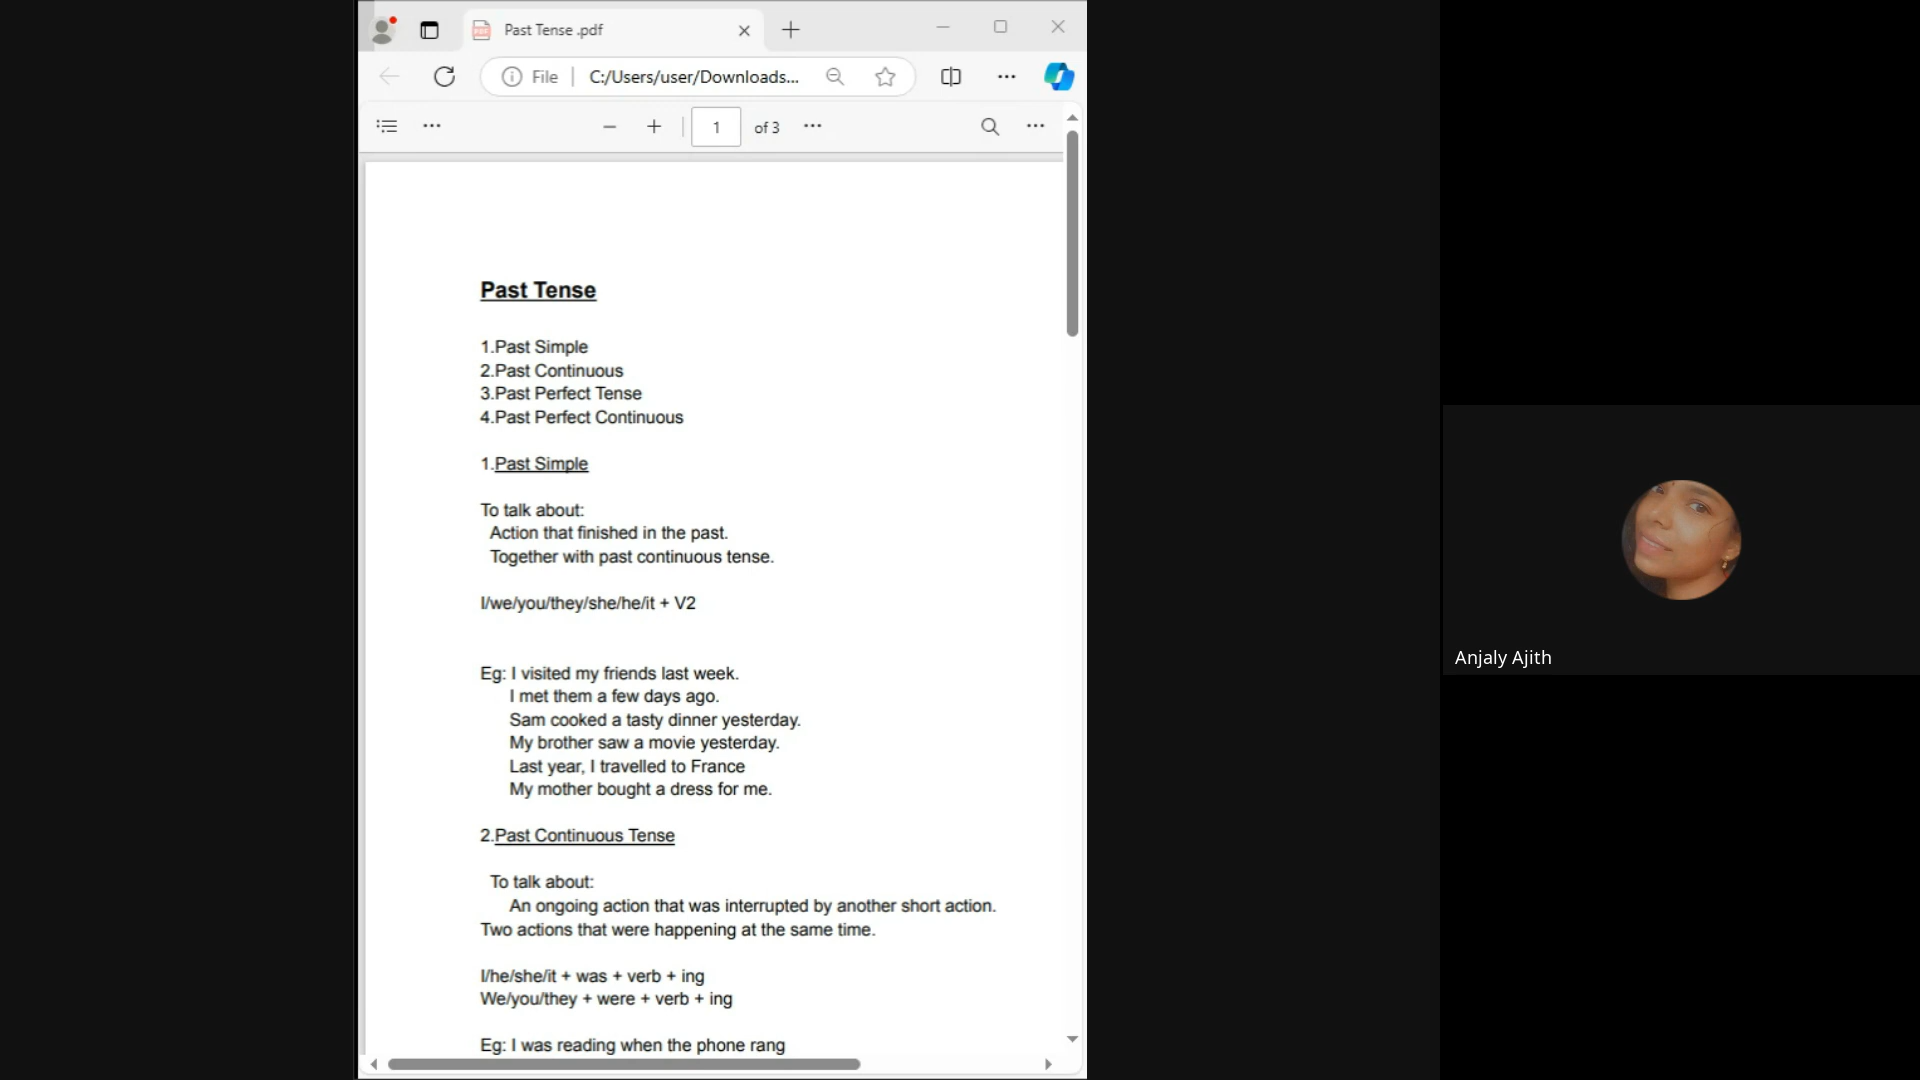 Past Tense .pdf
File
C:/Users/user/Downloads...
1 of 3
Past Tense
1.Past Simple
2.Past Continuous
3.Past Perfect Tense
4.Past Perfect Continuous
1.Past Simple
To talk about:
Action that finished in the past.
Together with past continuous tense.
I/we/you/they/she/he/it + V2
Eg: I visited my friends last week.
I met them a few days ago.
Sam cooked a tasty dinner yesterday.
My brother saw a movie yesterday.
Last year, I travelled to France
My mother bought a dress for me.
2.Past Continuous Tense
To talk about:
An ongoing action that was interrupted by another short action.
Two actions that were happening at the same time.
I/he/she/it + was + verb + ing
We/you/they + were + verb + ing
Eg: I was reading when the phone rang
Anjaly Ajith